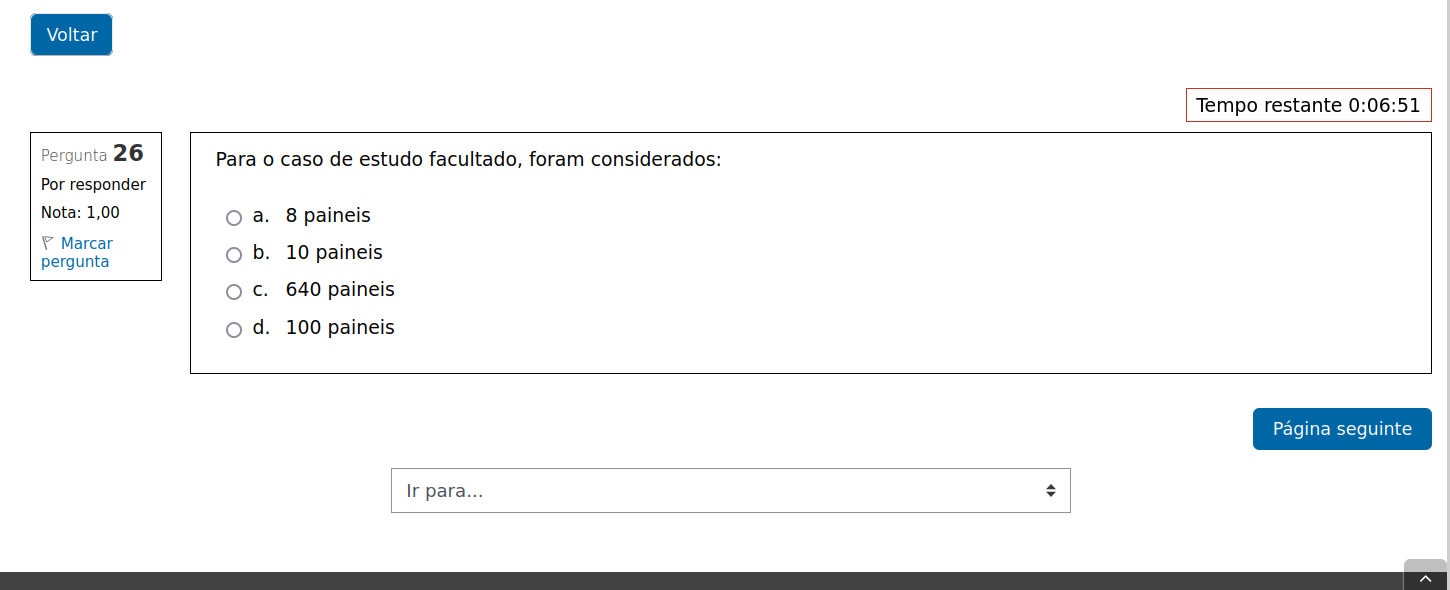 Voltar
Tempo restante 0:06:51
Pergunta 26
Por responder
Nota: 1,00
Marcar
pergunta
Para o caso de estudo facultado, foram considerados:
a. 8 paineis
b. 10 paineis
c. 640 paineis
d. 100 paineis
Página seguinte
Ir para...